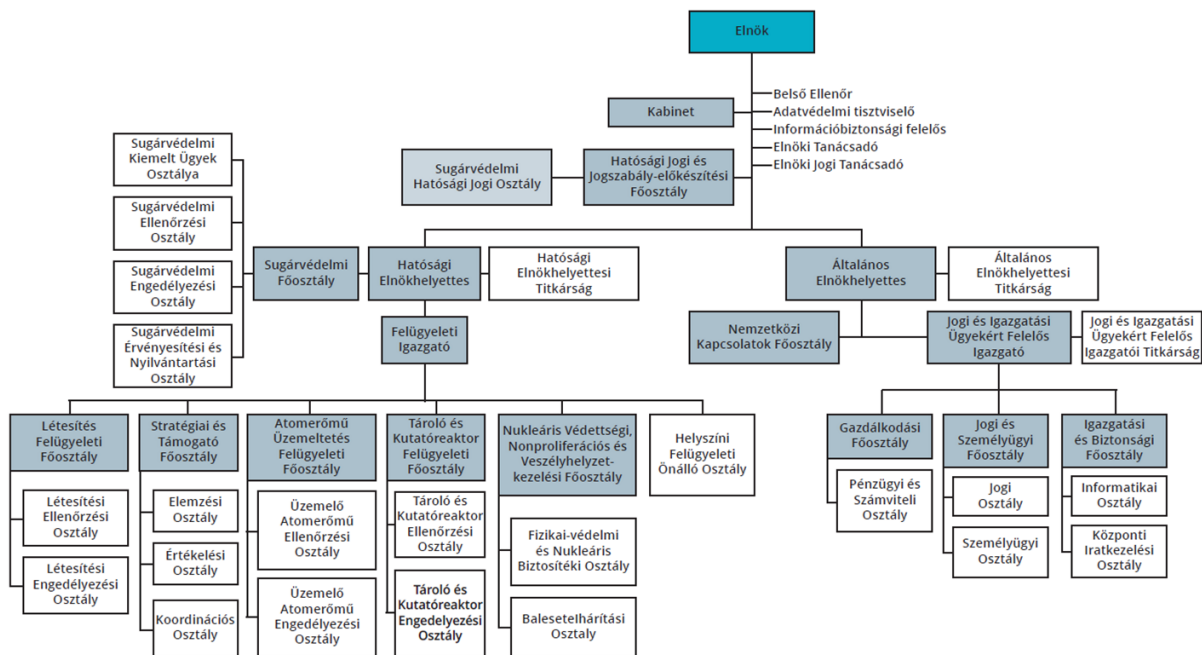 Elnök
Belső Ellenőr
Adatvédelmi tisztviselő
Információbiztonsági felelős
Elnöki Tanácsadó
Elnöki Jogi Tanácsadó
Kabinet
Sugárvédelmi
Hatósági Jogi Osztály
Hatósági Jogi és
Jogszabály-előkészítési
Főosztály
Sugárvédelmi
Kiemelt Ügyek
Osztálya
Sugárvédelmi
Ellenőrzési
Osztály
Sugárvédelmi
Engedélyezési
Osztály
Sugárvédelmi
Érvényesítési és
Nyilvántartási
Osztály
Sugárvédelmi
Főosztály
Hatósági
Elnökhelyettes
Hatósági
Elnökhelyettesi
Titkárság
Általános
Elnökhelyettes
Általános
Elnökhelyettesi
Titkárság
Felügyeleti
Igazgató
Nemzetközi
Kapcsolatok Főosztály
Jogi és Igazgatási
Ügyekért Felelős
Igazgató
Jogi és Igazgatási
Ügyekért Felelős
Igazgatói Titkárság
Létesítés
Felügyeleti
Főosztály
Stratégiai és
Támogató
Főosztály
Atomerőmű
Üzemeltetés
Felügyeleti
Főosztály
Tároló és
Kutatóreaktor
Felügyeleti
Főosztály
Nukleáris Védettségi,
Nonproliferációs és
Veszélyhelyzet-
kezelési Főosztály
Helyszíni
Felügyeleti
Önálló Osztály
Gazdálkodási
Főosztály
Jogi és
Személyügyi
Főosztály
Igazgatási
és Biztonsági
Főosztály
Létesítési
Ellenőrzési
Osztály
Létesítési
Engedélyezési
Osztály
Elemzési
Osztály
Értékelési
Osztály
Koordinációs
Osztály
Üzemelő
Atomerőmű
Ellenőrzési
Osztály
Üzemelő
Atomerőmű
Engedélyezési
Osztály
Tároló és
Kutatóreaktor
Ellenőrzési
Osztály
Tároló és
Kutatóreaktor
Engedelyezési
Osztály
Fizikai-védelmi
és Nukleáris
Biztosítéki Osztály
Balesetelhárítási
Osztaly
Pénzügyi és
Számviteli
Osztály
Jogi
Osztály
Személyügyi
Osztály
Informatikai
Osztály
Központi
Iratkezelési
Osztály